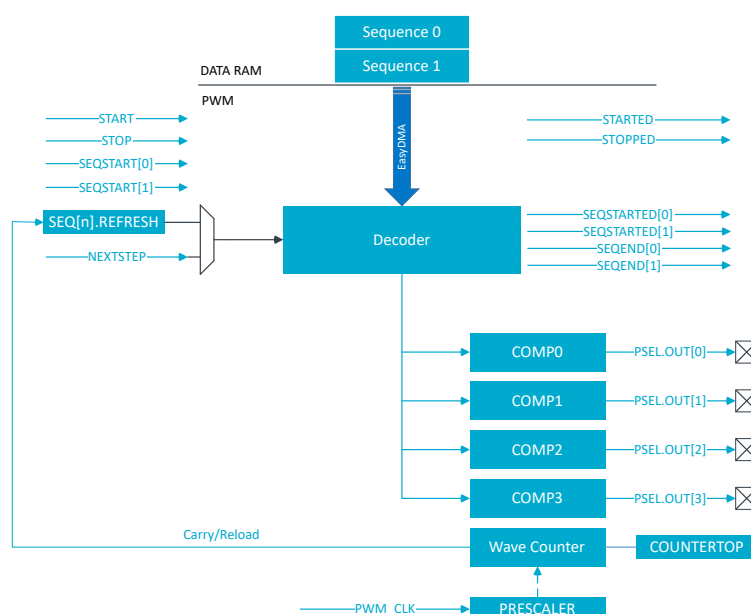 Sequence 0
Sequence 1
DATA RAM
PWM
EasyDMA
START
STOP
SEQSTART[0]
SEQSTART[1]
STARTED
STOPPED
SEQ[n].REFRESH
NEXTSTEP
Decoder
SEQSTARTED[0]
SEQSTARTED[1]
SEQEND[0]
SEQEND[1]
COMP0
PSEL.OUT[0]
COMP1
PSEL.OUT[1]
COMP2
PSEL.OUT[2]
COMP3
PSEL.OUT[3]
Carry/Reload
Wave Counter
COUNTERTOP
PWM_CLK
PRESCALER